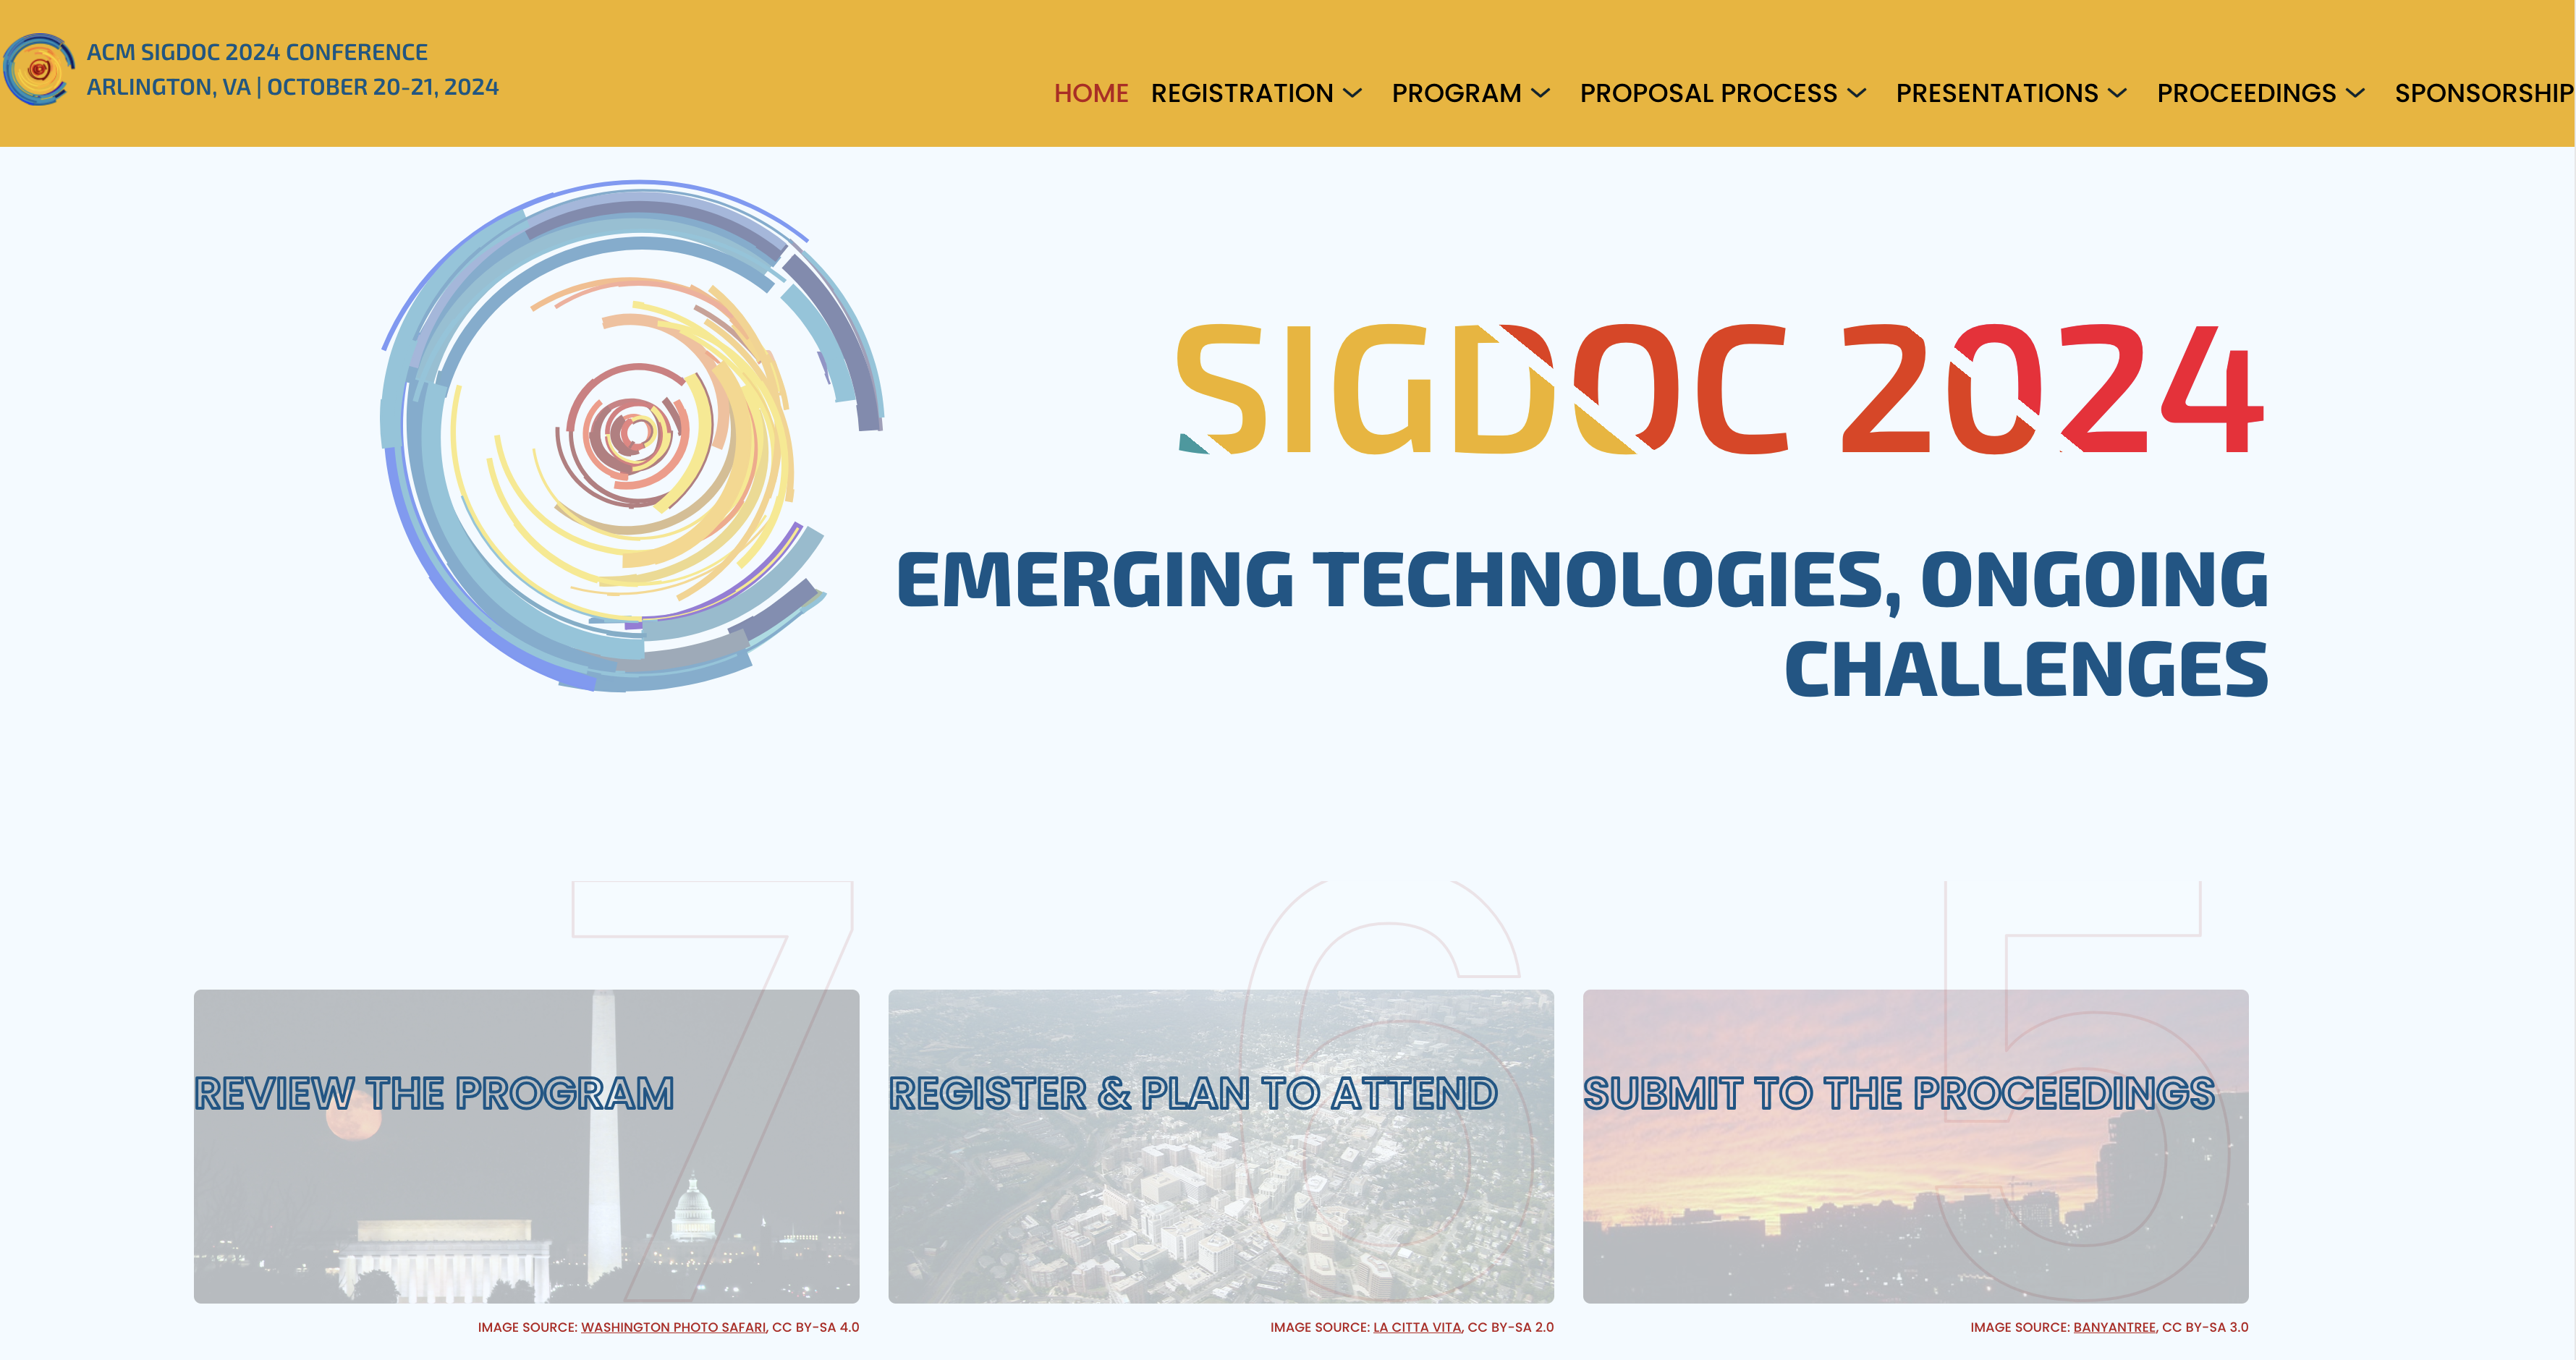 ACM SIGDOC 2024 CONFERENCE
ARLINGTON, VA | OCTOBER 20-21, 2024
HOME REGISTRATION PROGRAM PROPOSAL PROCESS PRESENTATIONS PROCEEDINGS SPONSORSHIP
SIGDOC 2024
EMERGING TECHNOLOGIES, ONGOING
CHALLENGES
7
6
5
REVIEW THE PROGRAM
REGISTER & PLAN TO ATTEND
SUBMIT TO THE PROCEEDINGS
IMAGE SOURCE: WASHINGTON PHOTO SAFARI, CC BY-SA 4.0
IMAGE SOURCE: LA CITTA VITA, CC BY-SA 2.0
IMAGE SOURCE: BANYANTREE, CC BY-SA 3.0